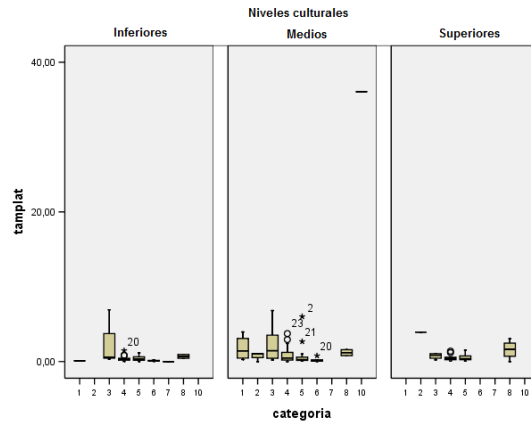 Niveles culturales
Inferiores Medios Superiores
40,00
20,00
0,00
tamplat
20
2
23
21
20
1 2 3 4 5 6 7 8 10 1 2 3 4 5 6 7 8 10 1 2 3 4 5 6 7 8 10
categoria